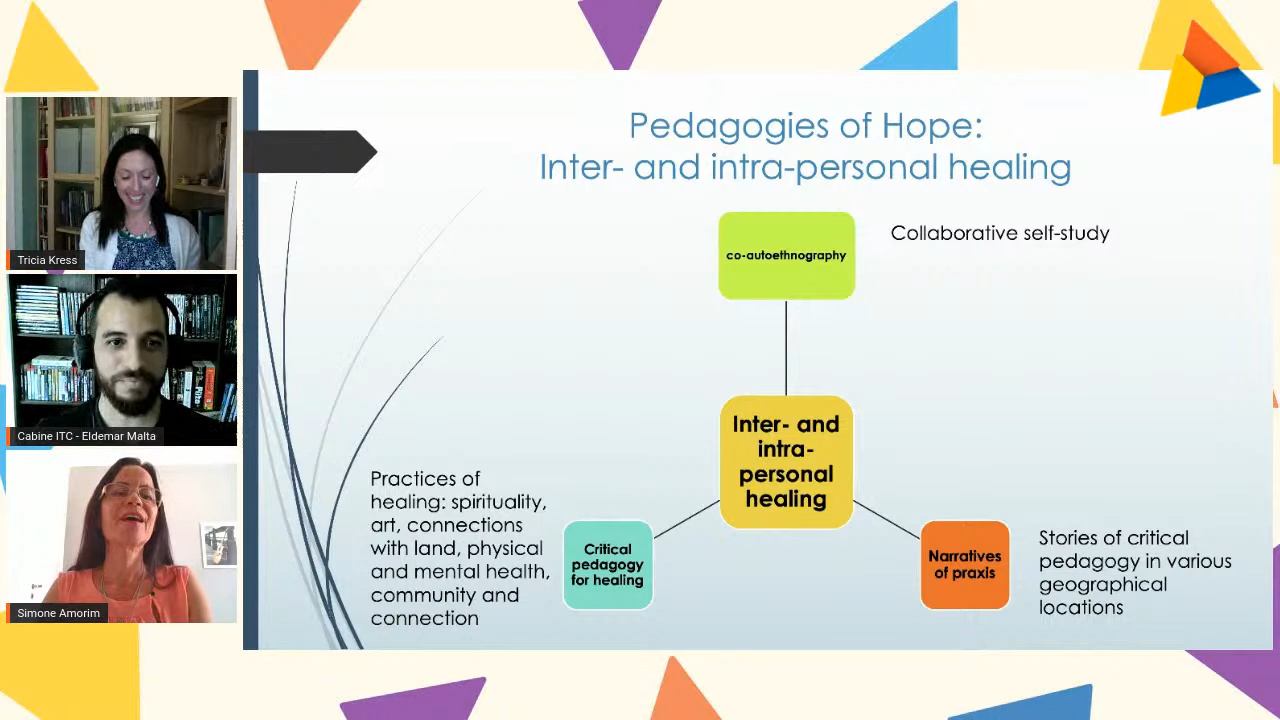 Pedagogies of Hope:
Inter- and intra-personal healing
co-autoethnography
Collaborative self-study
Inter- and
intra-
personal
healing
Practices of
healing: spirituality,
art, connections
with land, physical
and mental health,
community and
connection
Critical
pedagogy
for healing
Narratives
of praxis
Stories of critical
pedagogy in various
geographical
locations
Tricia Kress
Cabine ITC - Eldemar Malta
Simone Amorim